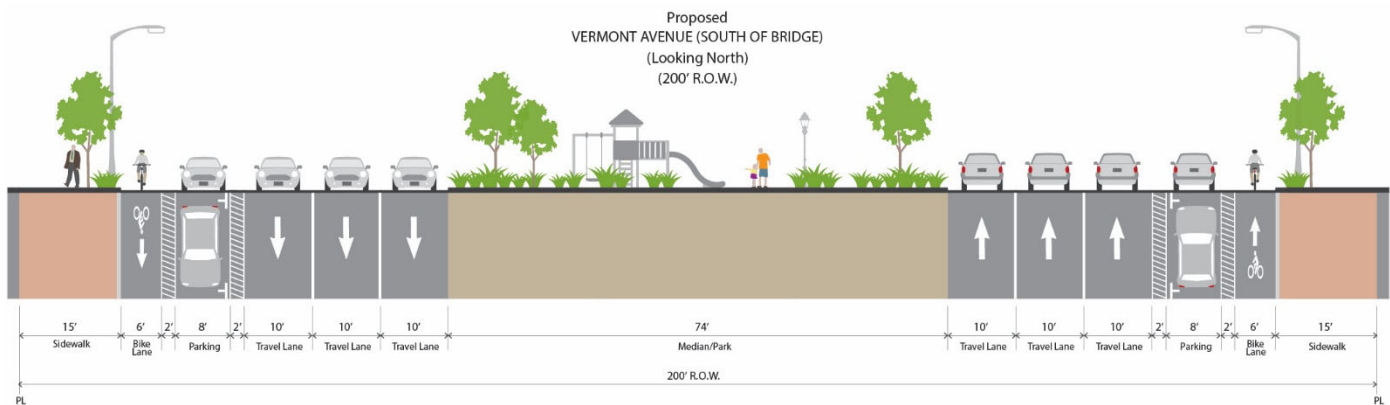 Proposed
VERMONT AVENUE (SOUTH OF BRIDGE)
(Looking North)
(200' R.O.W.)
15' 6' 2' 8' 2' 10' 10' 10' 74' 10' 10' 10' 2' 8' 2' 6' 15'
Sidewalk Bike Parking Travel Lane Travel Lane Travel Lane Median/Park Travel Lane Travel Lane Travel Lane Parking Bike Sidewalk
Lane Lane
200' R.O.W.
PL PL